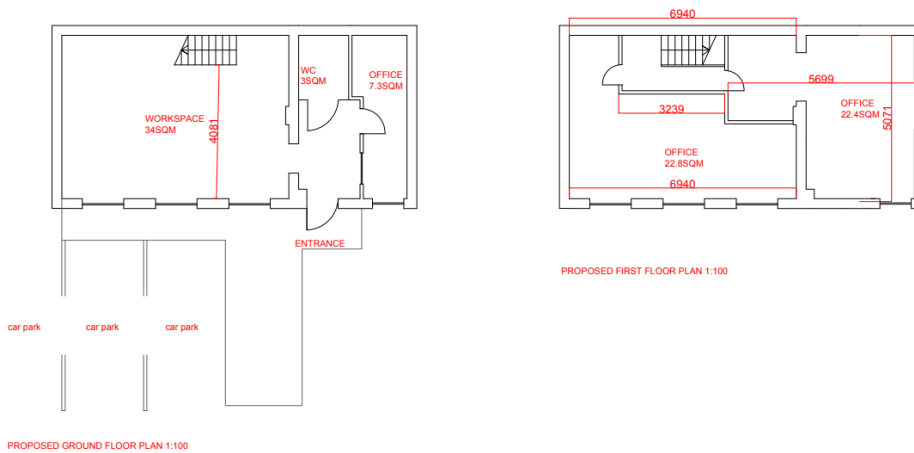 WC
3SQM
OFFICE
7.3SQM
WORKSPACE
34SQM
4081
ENTRANCE
car park
car park
car park
PROPOSED GROUND FLOOR PLAN 1:100
6940
5699
3239
OFFICE
22.4SQM
5071
OFFICE
22.8SQM
6940
PROPOSED FIRST FLOOR PLAN 1:100